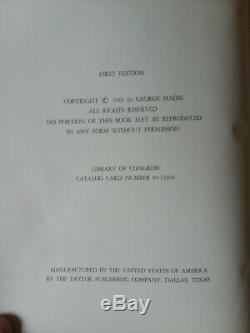 FIRST EDITION
COPYRIGHT © by GEORGE MADIS
ALL RIGHTS RESERVED
NO PORTION OF THIS BOOK MAY BE REPRODUCED
IN ANY FORM WITHOUT PERMISSION
LIBRARY OF CONGRESS
CATALOG CARD NUMBER
MANUFACTURED IN THE UNITED STATES OF AMERICA
BY THE TAYLOR PUBLISHING COMPANY, DALLAS, TEXAS.